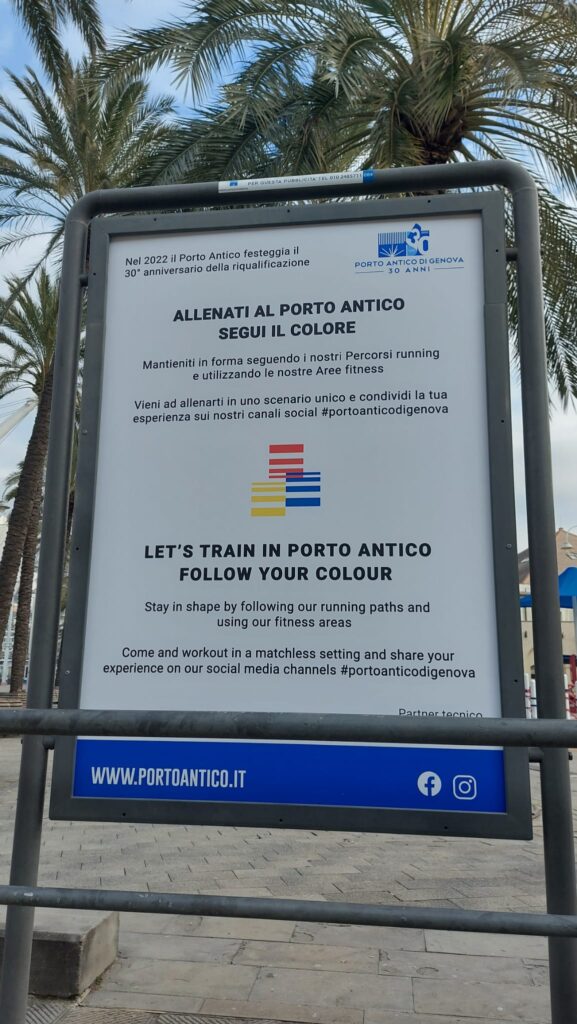 PER QUESTA PUBBLICITÀ TEL 010 2485711
Nel 2022 il Porto Antico festeggia il
30° anniversario della riqualificazione
30
PORTO ANTICO DI GENOVA
30 ANNI
ALLENATI AL PORTO ANTICO
SEGUI IL COLORE
Mantieniti in forma seguendo i nostri Percorsi running
e utilizzando le nostre Aree fitness
Vieni ad allenarti in uno scenario unico e condividi la tua
esperienza sui nostri canali social #portoanticodigenova
LET'S TRAIN IN PORTO ANTICO
FOLLOW YOUR COLOUR
Stay in shape by following our running paths and
using our fitness areas
Come and workout in a matchless setting and share your
experience on our social media channels #portoanticodigenova
Partner tecnico
WWW.PORTOANTICO.IT